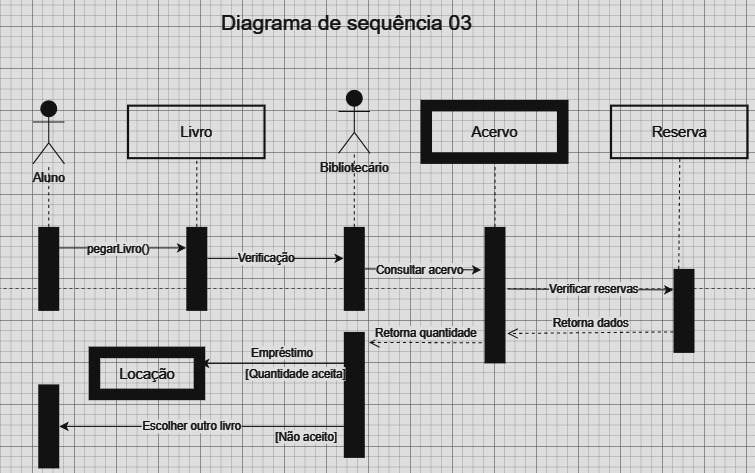 Diagrama de sequência 03
Aluno
Livro
Bibliotecário
Acervo
Reserva
pegarLivro()
Verificação
Consultar acervo
Verificar reservas
Retorna dados
Retorna quantidade
Empréstimo
[Quantidade aceita]
Locação
Escolher outro livro
[Não aceito]